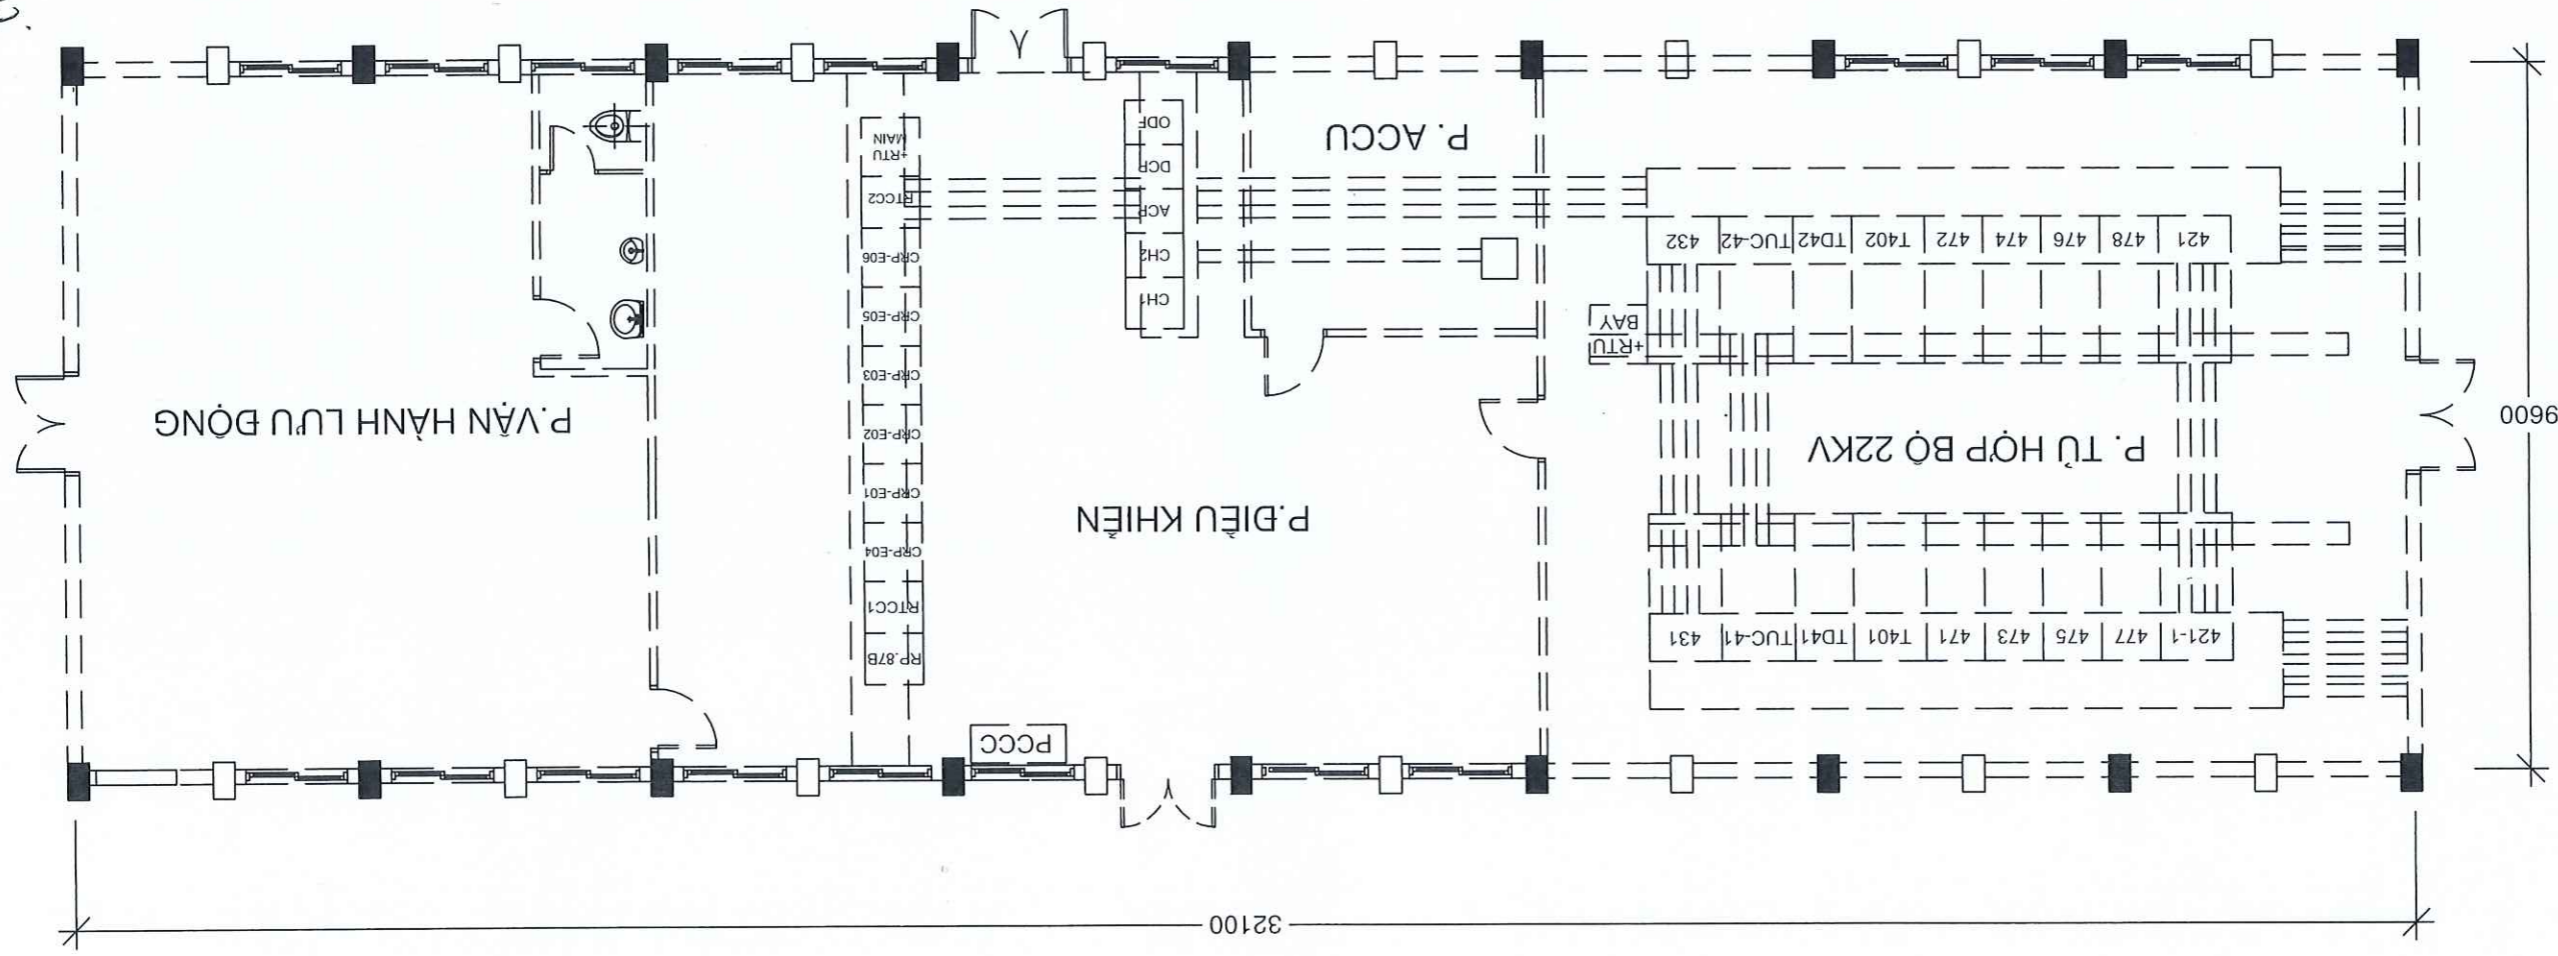 32100
PCCC
421-1
477
475
473
471
T401
TD41
TUC-41
431
RP.87B
RTCC1
CRP-E04
CRP-E01
CRP-E02
CRP-E03
CRP-E05
CRP-E06
RTCC2
+RTU
MAIN
P.ĐIỀU KHIỂN
P. TỦ HỢP BỘ 22KV
P.VẬN HÀNH LƯU ĐỘNG
9600
+RTU
BAY
421
478
476
474
472
T402
TD42
TUC-42
432
CH1
CH2
ACP
DCP
ODF
P. ACCU